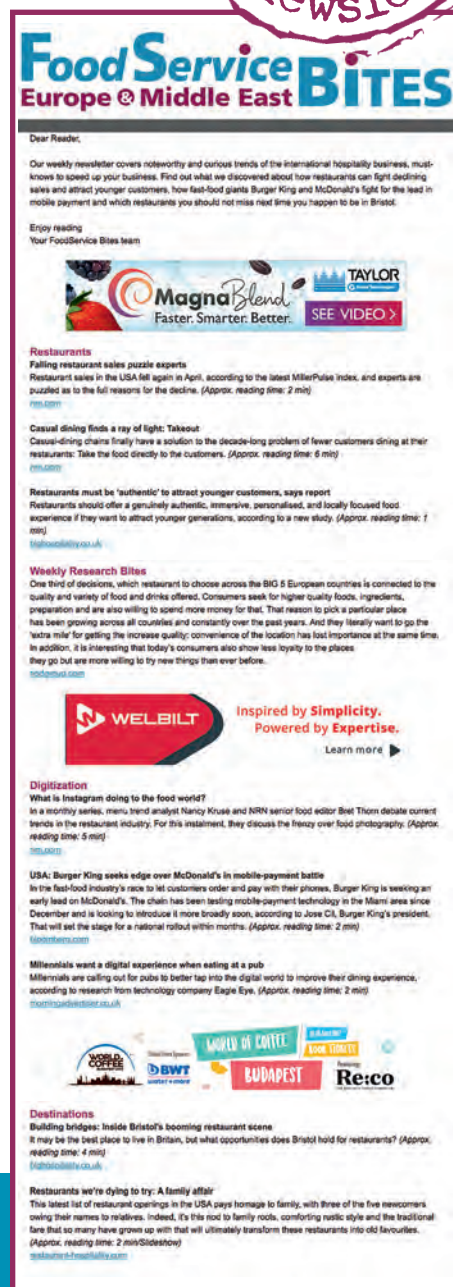 Newsle
Food Service BITES
Europe & Middle East
Dear Reader,
Our weekly newsletter covers noteworthy and curious trends of the international hospitality business, must-
knows to speed up your business. Find out what we discovered about how restaurants can fight declining
sales and attract younger customers, how fast-food giants Burger King and McDonald's fight for the lead in
mobile payment and which restaurants you should not miss next time you happen to be in Bristol.
Enjoy reading
Your FoodService Bites team
MagnaBlend
Faster. Smarter. Better.
TAYLOR
SEE VIDEO >
Restaurants
Falling restaurant sales puzzle experts
Restaurant sales in the USA fell again in April, according to the latest MillerPulse index, and experts are
puzzled as to the full reasons for the decline. (Approx. reading time: 2 min)
nrn.com
Casual dining finds a ray of light: Takeout
Casual-dining chains finally have a solution to the decade-long problem of fewer customers dining at their
restaurants: Take the food directly to the customers. (Approx. reading time: 6 min)
nrn.com
Restaurants must be 'authentic' to attract younger customers, says report
Restaurants should offer a genuinely authentic, immersive, personalised, and locally focused food
experience if they want to attract younger generations, according to a new study. (Approx. reading time: 1
min)
bighospitality.co.uk
Weekly Research Bites
One third of decisions, which restaurant to choose across the BIG 5 European countries is connected to the
quality and variety of food and drinks offered. Consumers seek for higher quality foods, ingredients,
preparation and are also willing to spend more money for that. That reason to pick a particular place
has been growing across all countries and constantly over the past years. And they literally want to go the
'extra mile' for getting the increase quality: convenience of the location has lost importance at the same time.
In addition, it is interesting that today's consumers also show less loyalty to the places
they go but are more willing to try new things than ever before.
npdgroup.com
WELBILT
Inspired by Simplicity.
Powered by Expertise.
Learn more
Digitization
What is Instagram doing to the food world?
In a monthly series, menu trend analyst Nancy Kruse and NRN senior food editor Bret Thorn debate current
trends in the restaurant industry. For this instalment, they discuss the frenzy over food photography. (Approx.
reading time: 5 min)
nrn.com
USA: Burger King seeks edge over McDonald's in mobile-payment battle
In the fast-food industry's race to let customers order and pay with their phones, Burger King is seeking an
early lead on McDonald's. The chain has been testing mobile-payment technology in the Miami area since
December and is looking to introduce it more broadly soon, according to Jose Cil, Burger King's president.
That will set the stage for a national rollout within months. (Approx. reading time: 2 min)
bloomberg.com
Millennials want a digital experience when eating at a pub
Millennials are calling out for pubs to better tap into the digital world to improve their dining experience,
according to research from technology company Eagle Eye. (Approx. reading time: 2 min)
morningadvertiser.co.uk
WORLD OF
COFFEE
BWT
water+more
WORLD OF COFFEE
BUDAPEST
BOOK TICKETS
Re:co
Destinations
Building bridges: Inside Bristol's booming restaurant scene
It may be the best place to live in Britain, but what opportunities does Bristol hold for restaurants? (Approx.
reading time: 4 min)
bighospitality.co.uk
Restaurants we're dying to try: A family affair
This latest list of restaurant openings in the USA pays homage to family, with three of the five newcomers
owing their names to relatives. Indeed, it's this nod to family roots, comforting rustic style and the traditional
fare that so many have grown up with that will ultimately transform these restaurants into old favourites.
(Approx. reading time: 2 min/Slideshow)
restaurant-hospitality.com